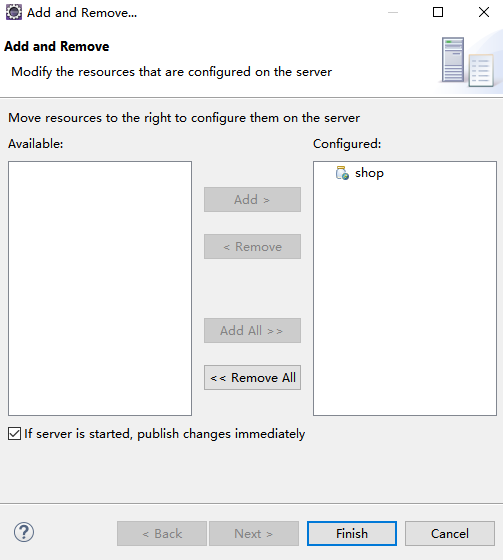 Add and Remove...
Add and Remove
Modify the resources that are configured on the server
Move resources to the right to configure them on the server
Available:
Configured:
shop
Add >
< Remove
Add All >>
<< Remove All
If server is started, publish changes immediately
?
< Back
Next >
Finish
Cancel